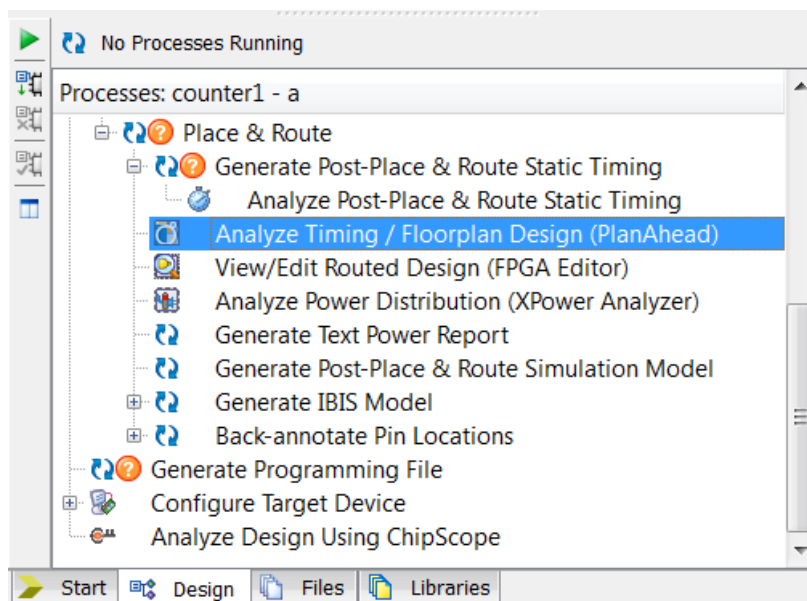 No Processes Running
Processes: counter1 - a
Place & Route
Generate Post-Place & Route Static Timing
Analyze Post-Place & Route Static Timing
Analyze Timing / Floorplan Design (PlanAhead)
View/Edit Routed Design (FPGA Editor)
Analyze Power Distribution (XPower Analyzer)
Generate Text Power Report
Generate Post-Place & Route Simulation Model
Generate IBIS Model
Back-annotate Pin Locations
Generate Programming File
Configure Target Device
Analyze Design Using ChipScope
Start Design Files Libraries